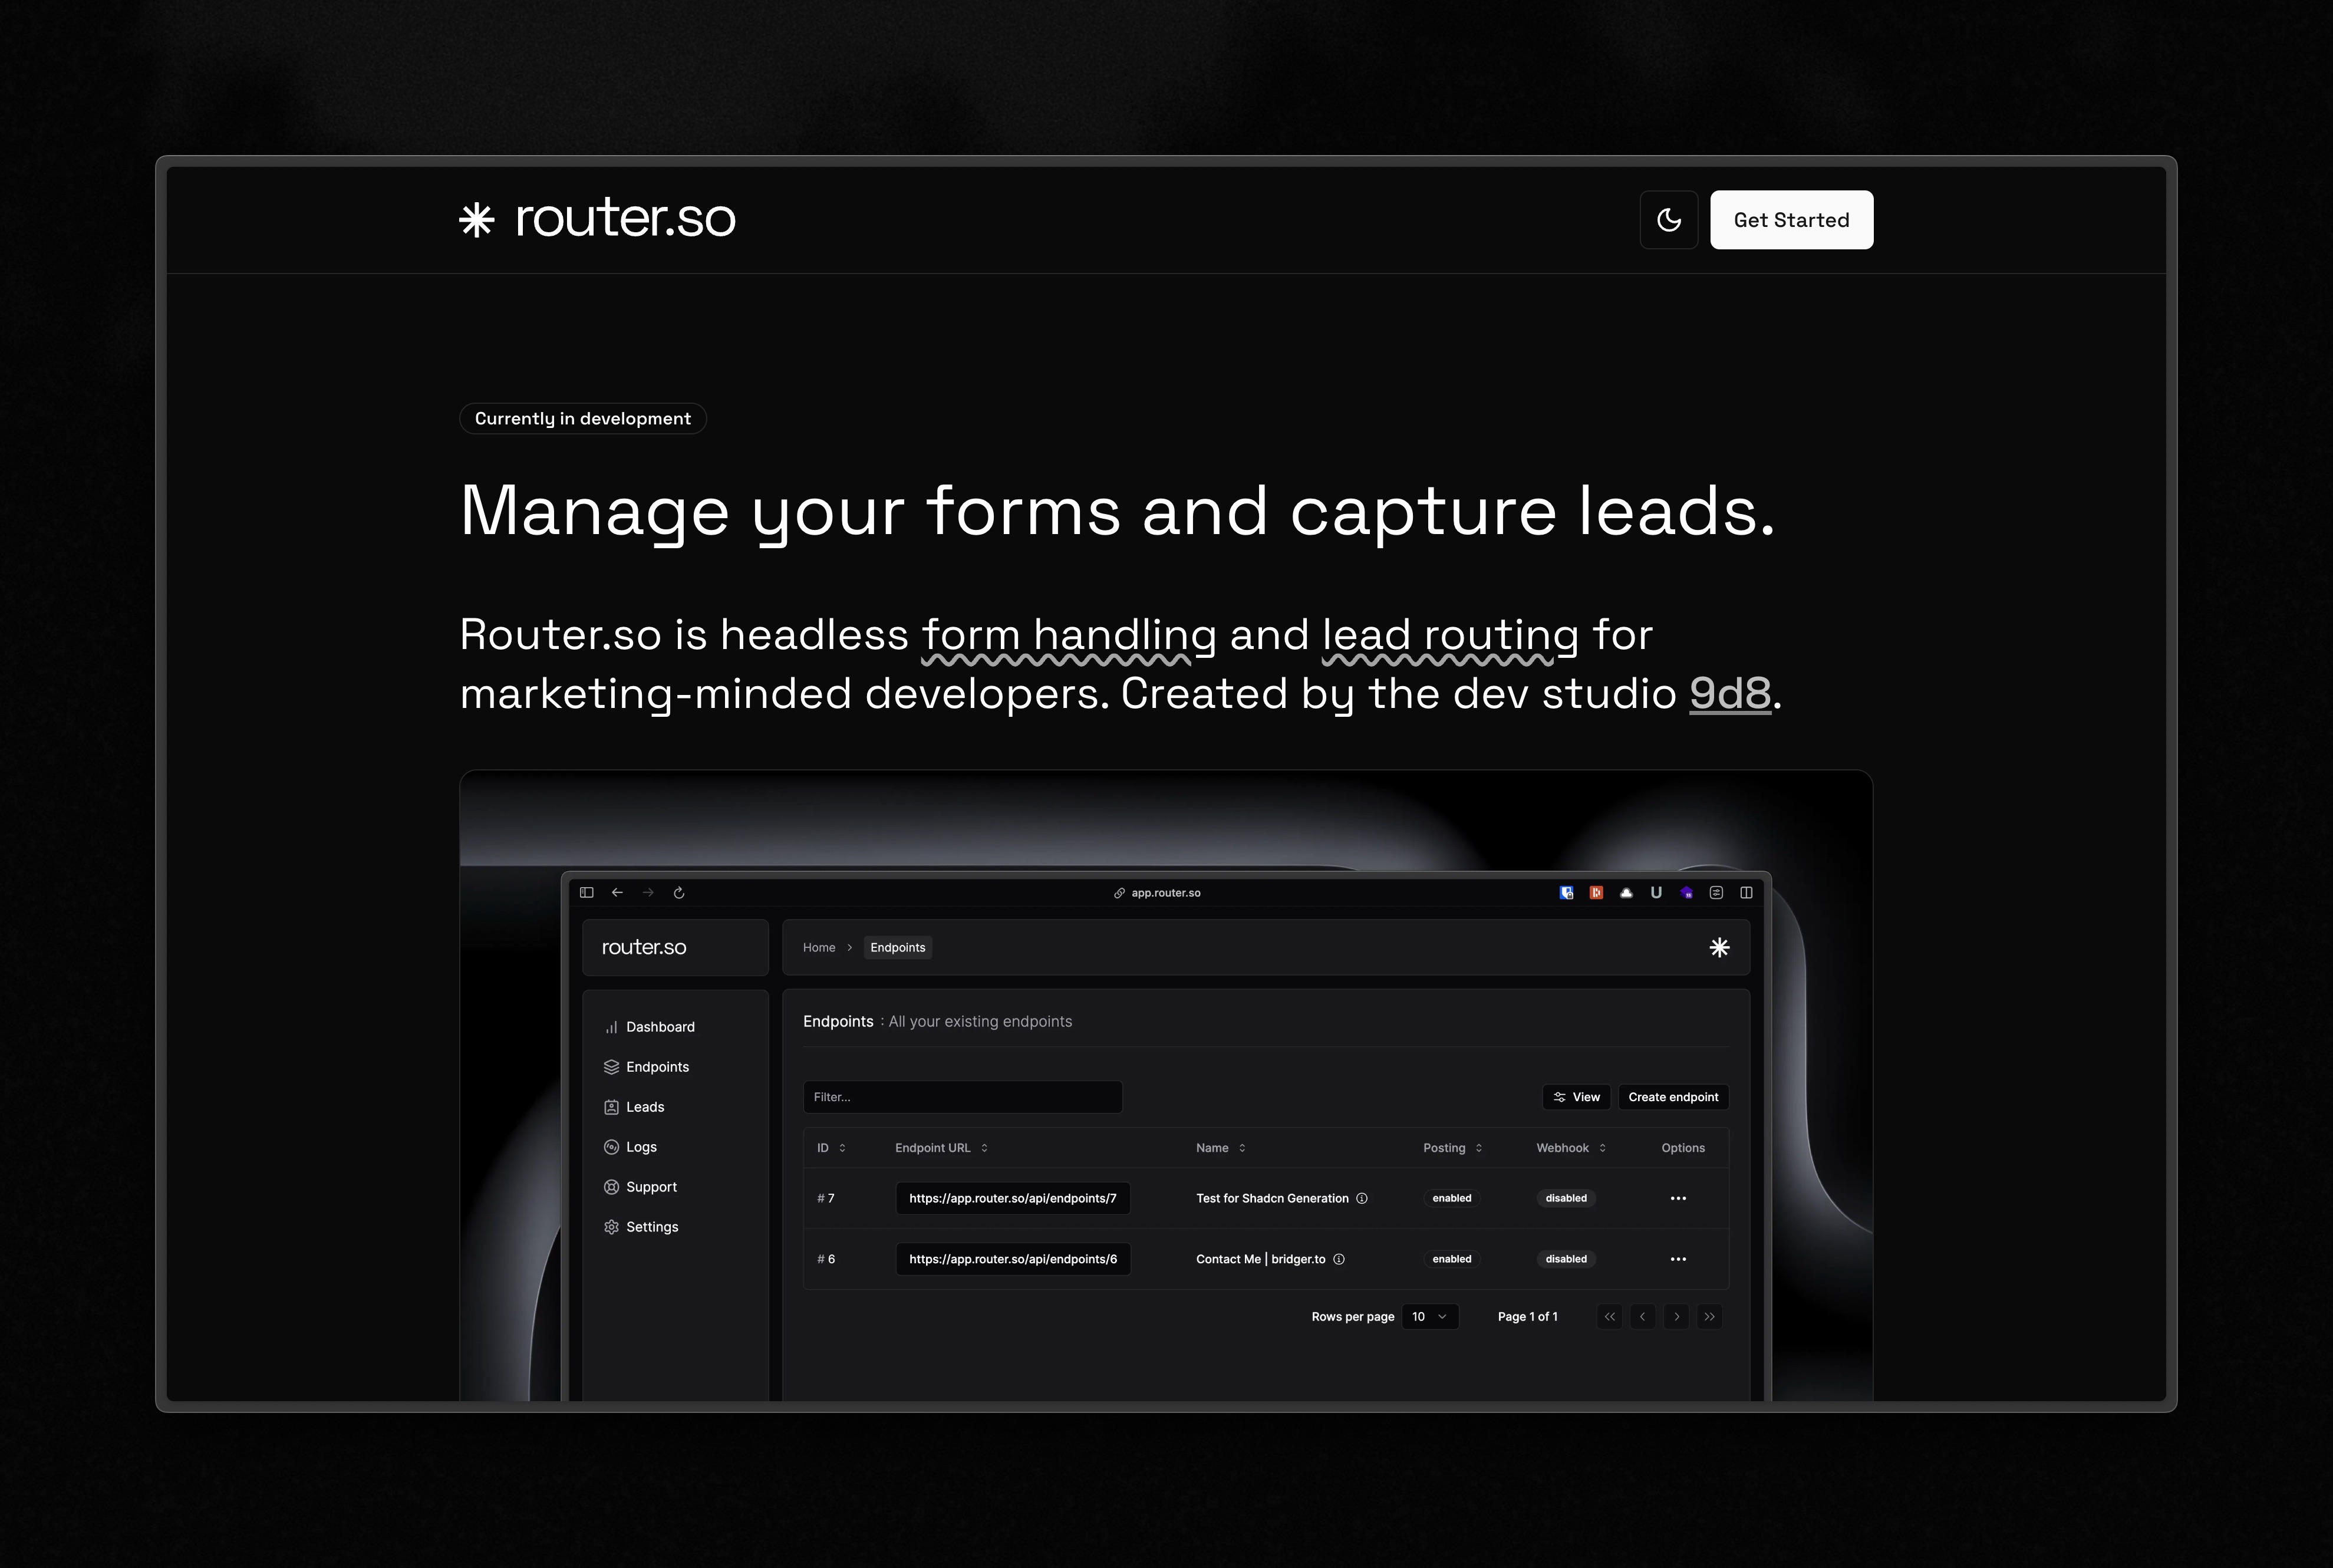 router.so
Get Started
Currently in development
Manage your forms and capture leads.
Router.so is headless form handling and lead routing for
marketing-minded developers. Created by the dev studio 9d8.
app.router.so
router.so
Home > Endpoints
Dashboard
Endpoints
Leads
Logs
Support
Settings
Endpoints : All your existing endpoints
Filter...
View
Create endpoint
ID Endpoint URL Name Posting Webhook Options
# 7 https://app.router.so/api/endpoints/7 Test for Shadcn Generation enabled disabled
# 6 https://app.router.so/api/endpoints/6 Contact Me | bridger.to enabled disabled
Rows per page 10 Page 1 of 1